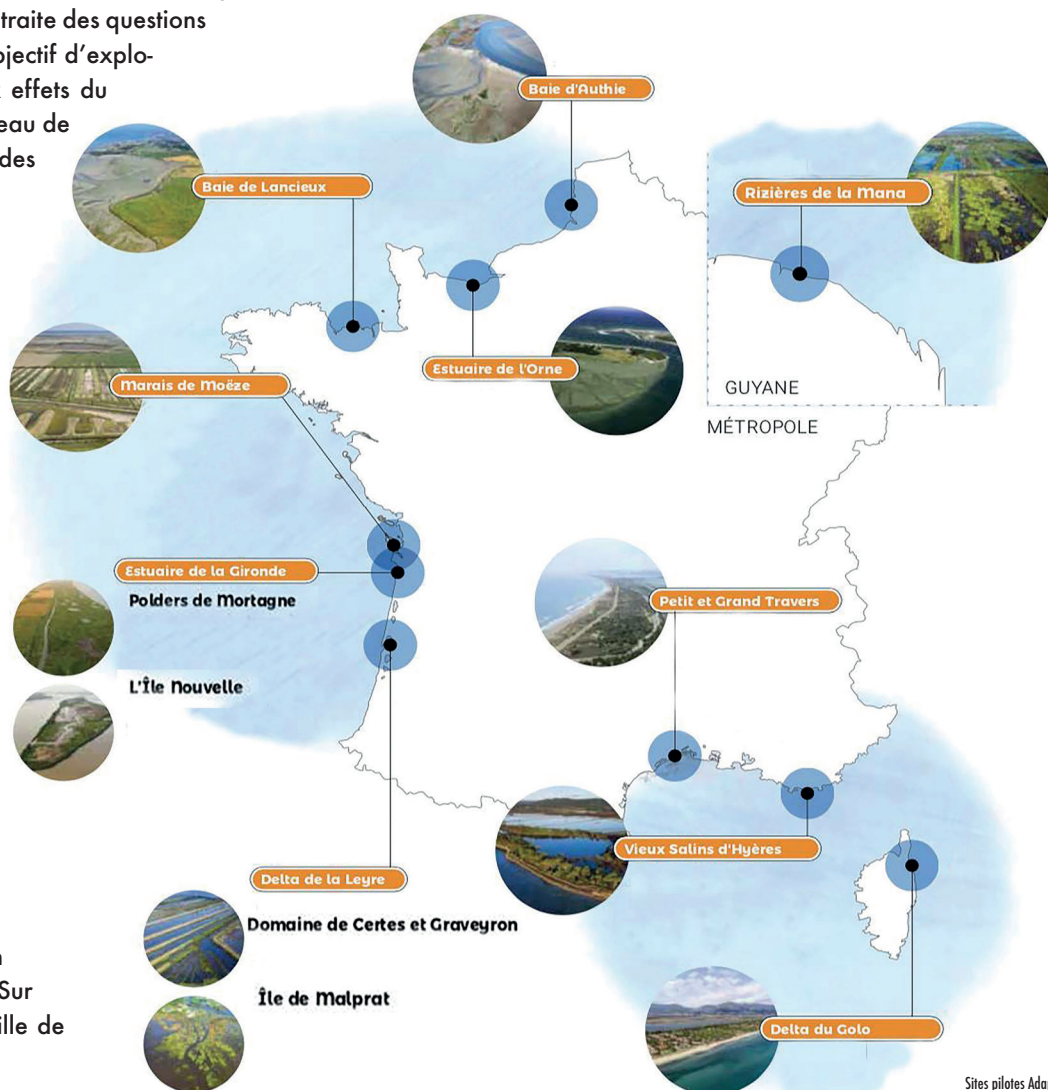 traite des questions
bjectif d'explo-
effets du
eau de
des
Baie d'Authie
Baie de Lancieux
Rizières de la Mana
Estuaire de l'Orne
Marais de Moëze
GUYANE
MÉTROPOLE
Estuaire de la Gironde
Polders de Mortagne
Petit et Grand Travers
L'Île Nouvelle
Vieux Salins d'Hyères
Delta de la Leyre
Domaine de Certes et Graveyron
Île de Malprat
Sur
ille de
Delta du Golo
Sites pilotes Ada